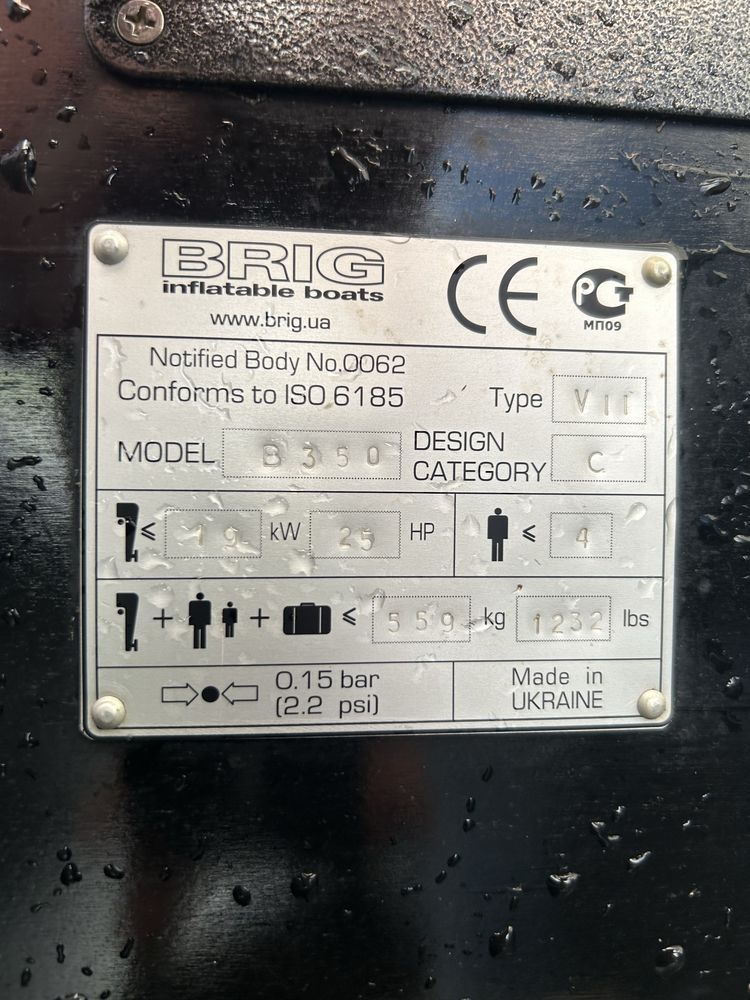 BRIG
inflatable boats
www.brig.ua
CE
РСТ
МП09
Notified Body No.0062
Conforms to ISO 6185
Type VII
MODEL B350
DESIGN CATEGORY C
≤ 19 kW 25 HP
≤ 4
+ + ≤ 559 kg 1232 lbs
0.15 bar
(2.2 psi)
Made in
UKRAINE